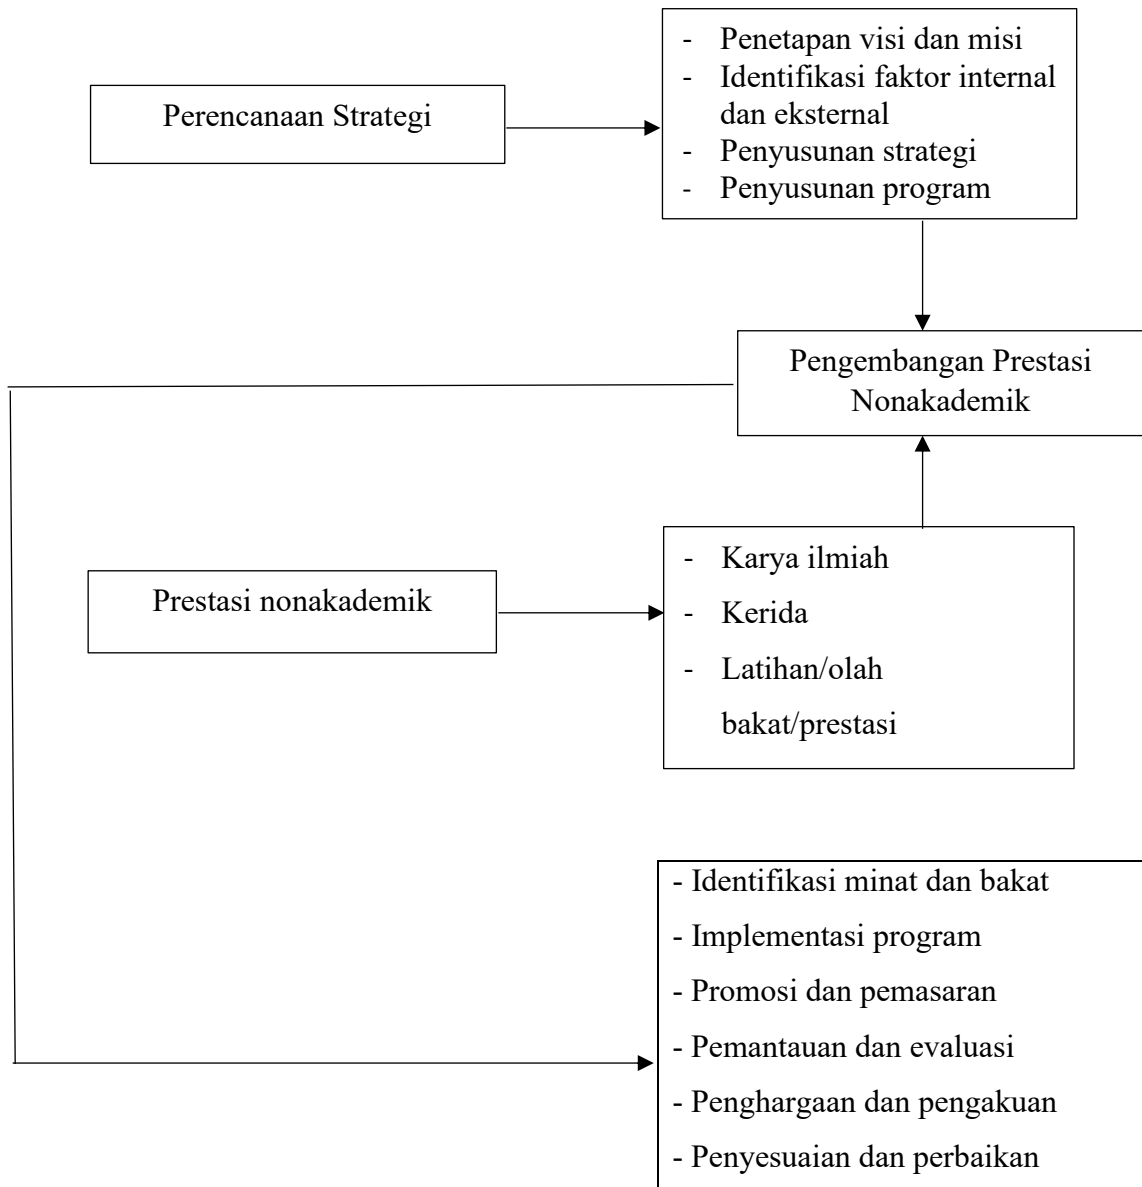 Perencanaan Strategi
- Penetapan visi dan misi
- Identifikasi faktor internal
dan eksternal
- Penyusunan strategi
- Penyusunan program
Pengembangan Prestasi
Nonakademik
Prestasi nonakademik
- Karya ilmiah
- Kerida
- Latihan/olah
bakat/prestasi
- Identifikasi minat dan bakat
- Implementasi program
- Promosi dan pemasaran
- Pemantauan dan evaluasi
- Penghargaan dan pengakuan
- Penyesuaian dan perbaikan